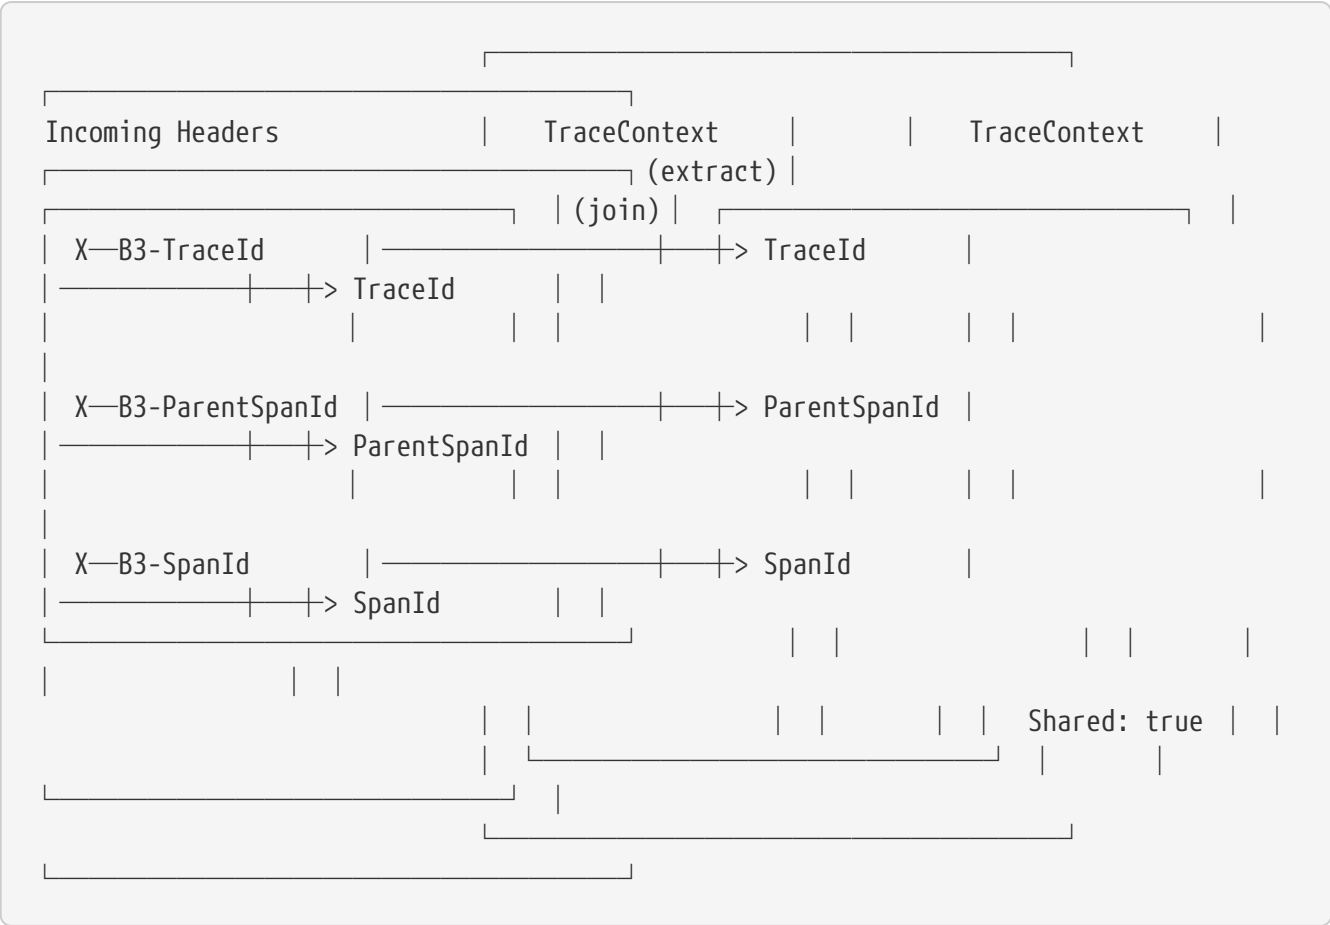 Incoming Headers │ TraceContext │ │ TraceContext │
(extract)│
│(join)│
│ X─B3-TraceId │──────────┼──┼> TraceId │
│──────────┼──┼> TraceId │ │
│ X─B3-ParentSpanId │──────────┼──┼> ParentSpanId │
│──────────┼──┼> ParentSpanId │ │
│ X─B3-SpanId │──────────┼──┼> SpanId │
│──────────┼──┼> SpanId │ │
│ │ │ │ │ │ Shared: true │ │